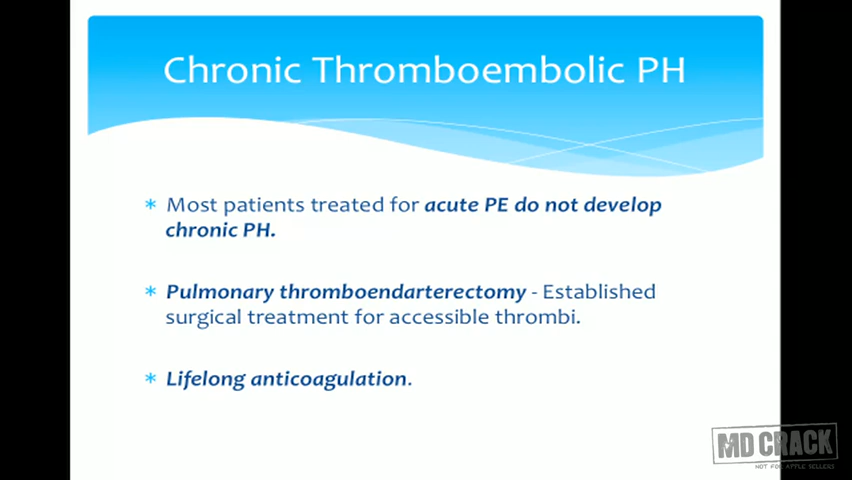 Chronic Thromboembolic PH
* Most patients treated for acute PE do not develop
chronic PH.
* Pulmonary thromboendarterectomy - Established
surgical treatment for accessible thrombi.
* Lifelong anticoagulation.
MD CRACK
NOT FOR APPLE SELLERS